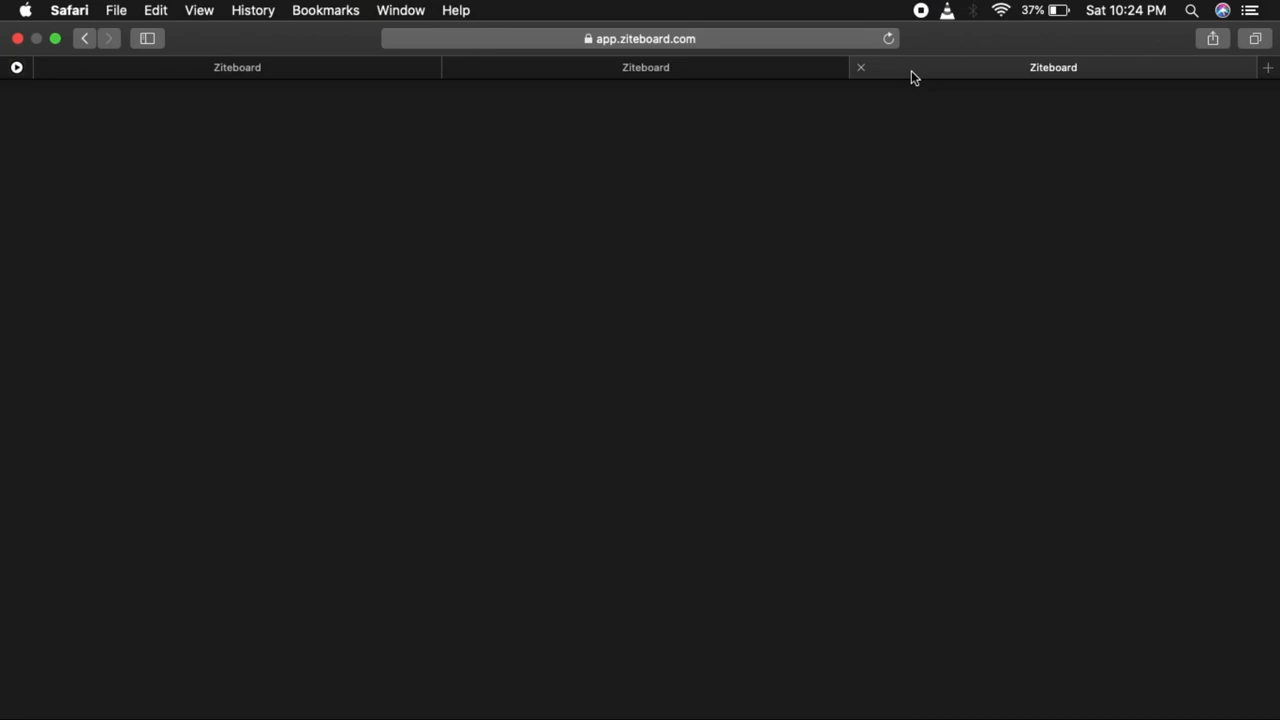 Safari File Edit View History Bookmarks Window Help 37% Sat 10:24 PM
app.ziteboard.com
Ziteboard Ziteboard Ziteboard